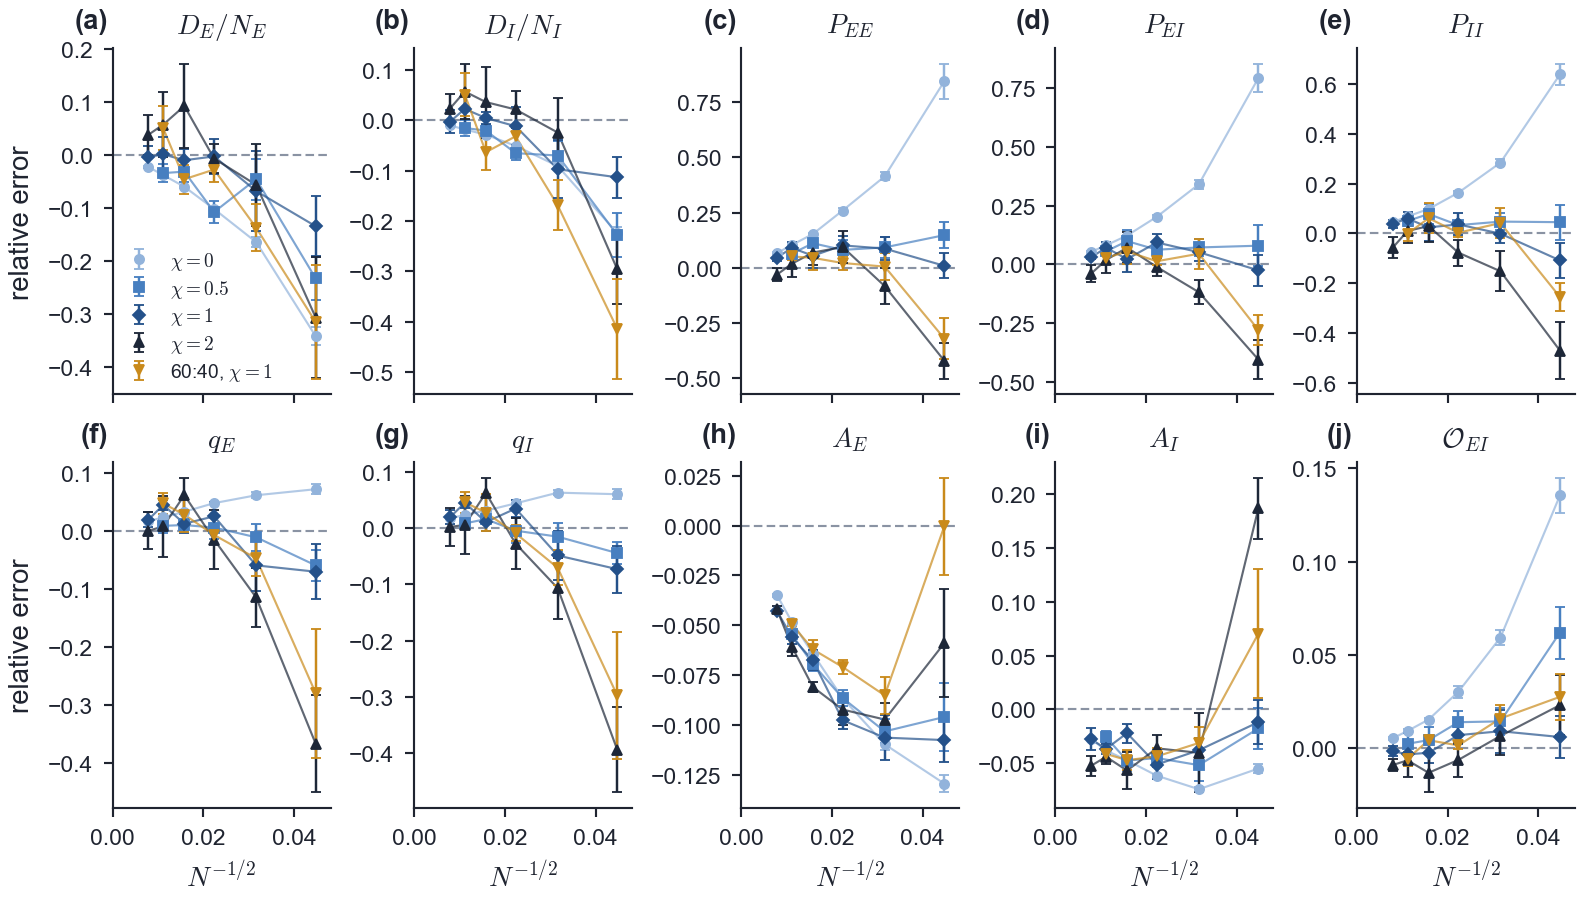 (a) $D_E/N_E$
0.2
0.1
0.0
−0.1
−0.2
−0.3
−0.4
relative error
χ = 0
χ = 0.5
χ = 1
χ = 2
60:40, χ = 1
(b) $D_I/N_I$
0.1
0.0
−0.1
−0.2
−0.3
−0.4
−0.5
(c) $P_{EE}$
0.75
0.50
0.25
0.00
−0.25
−0.50
(d) $P_{EI}$
0.75
0.50
0.25
0.00
−0.25
−0.50
(e) $P_{II}$
0.6
0.4
0.2
0.0
−0.2
−0.4
−0.6
(f) $q_E$
0.1
0.0
−0.1
−0.2
−0.3
−0.4
relative error
0.00 0.02 0.04
$N^{-1/2}$
(g) $q_I$
0.1
0.0
−0.1
−0.2
−0.3
−0.4
0.00 0.02 0.04
$N^{-1/2}$
(h) $A_E$
0.025
0.000
−0.025
−0.050
−0.075
−0.100
−0.125
0.00 0.02 0.04
$N^{-1/2}$
(i) $A_I$
0.20
0.15
0.10
0.05
0.00
−0.05
0.00 0.02 0.04
$N^{-1/2}$
(j) $\mathcal{O}_{EI}$
0.15
0.10
0.05
0.00
0.00 0.02 0.04
$N^{-1/2}$